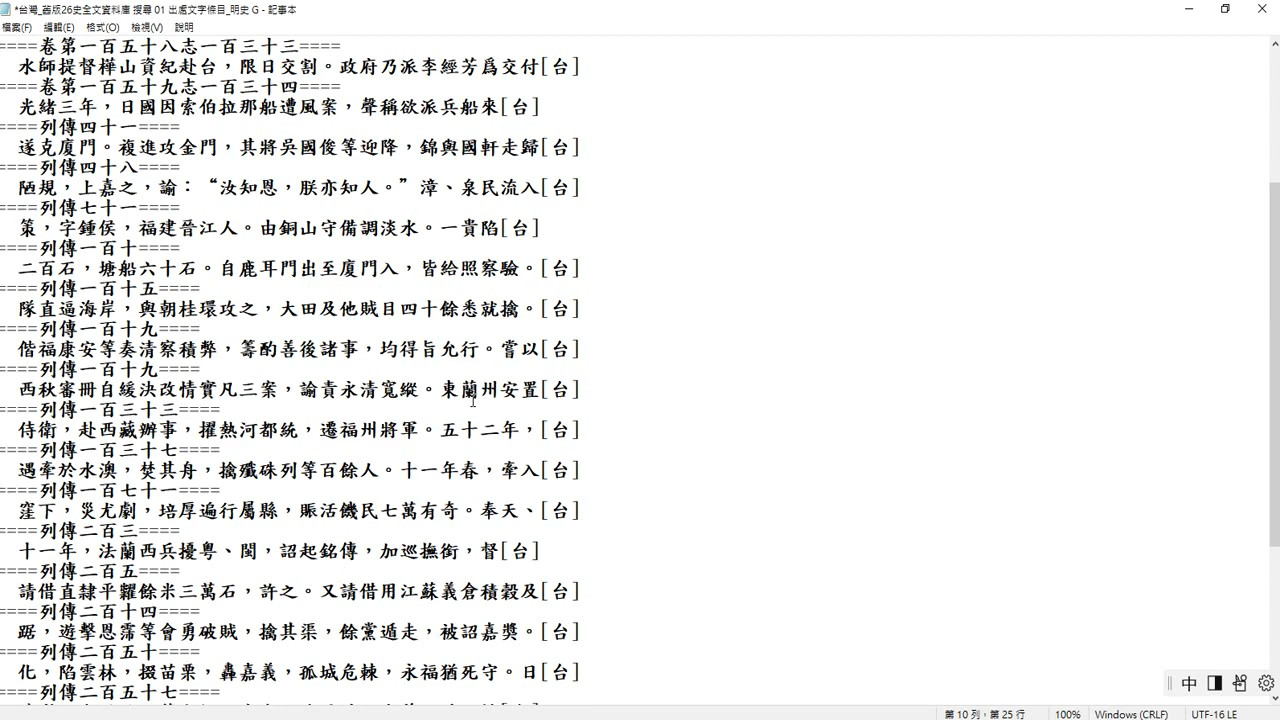 *台灣_舊版26史全文資料庫 搜尋 01 出處文字條目_明史 G - 記事本
檔案(F) 編輯(E) 格式(O) 檢視(V) 說明
====卷第一百五十八志一百三十三====
水師提督樺山資紀赴台，限日交割。政府乃派李經芳爲交付[台]
====卷第一百五十九志一百三十四====
光緒三年，日國因索伯拉那船遭風案，聲稱欲派兵船來[台]
====列傳四十一====
遂克廈門。複進攻金門，其將吳國俊等迎降，錦與國軒走歸[台]
====列傳四十八====
陋規，上嘉之，諭：“汝知恩，朕亦知人。”漳、泉民流入[台]
====列傳七十一====
策，字鍾侯，福建晉江人。由銅山守備調淡水。一貴陷[台]
====列傳一百十====
二百石，塘船六十石。自鹿耳門出至廈門入，皆給照察驗。[台]
====列傳一百十五====
隊直逼海岸，與朝桂環攻之，大田及他賊目四十餘悉就擒。[台]
====列傳一百十九====
偕福康安等奏清察積弊，籌酌善後諸事，均得旨允行。嘗以[台]
====列傳一百十九====
西秋審冊自緩決改情實凡三案，諭責永清寬縱。東蘭州安置[台]
====列傳一百三十三====
侍衛，赴西藏辦事，擢熱河都統，遷福州將軍。五十二年，[台]
====列傳一百三十七====
遇牽於水澳，焚其舟，擒殲硃列等百餘人。十一年春，牽入[台]
====列傳一百七十一====
窪下，災尤劇，培厚遍行屬縣，賑活饑民七萬有奇。奉天、[台]
====列傳二百三====
十一年，法蘭西兵擾粵、閩，詔起銘傳，加巡撫銜，督[台]
====列傳二百五====
請借直隸平糶餘米三萬石，許之。又請借用江蘇義倉積穀及[台]
====列傳二百十四====
踞，遊擊恩霈等會勇破賊，擒其渠，餘黨遁走，被詔嘉獎。[台]
====列傳二百五十====
化，陷雲林，掇苗栗，轟嘉義，孤城危棘，永福猶死守。日[台]
====列傳二百五十七====
中
第 10 列，第 25 行 100% Windows (CRLF) UTF-16 LE